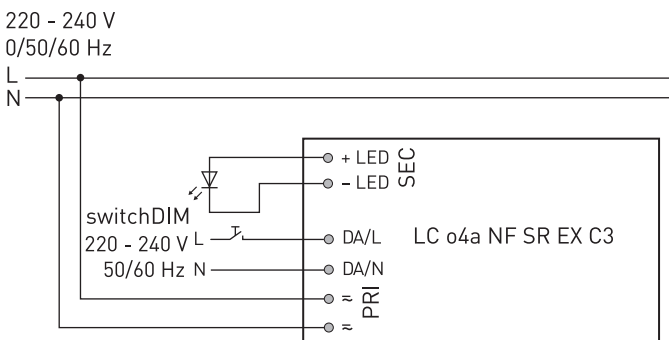 220 - 240 V
0/50/60 Hz
L
N
+ LED
- LED
SEC
switchDIM
220 - 240 V L
50/60 Hz N
DA/L
DA/N
LC o4a NF SR EX C3
≂
≂
PRI